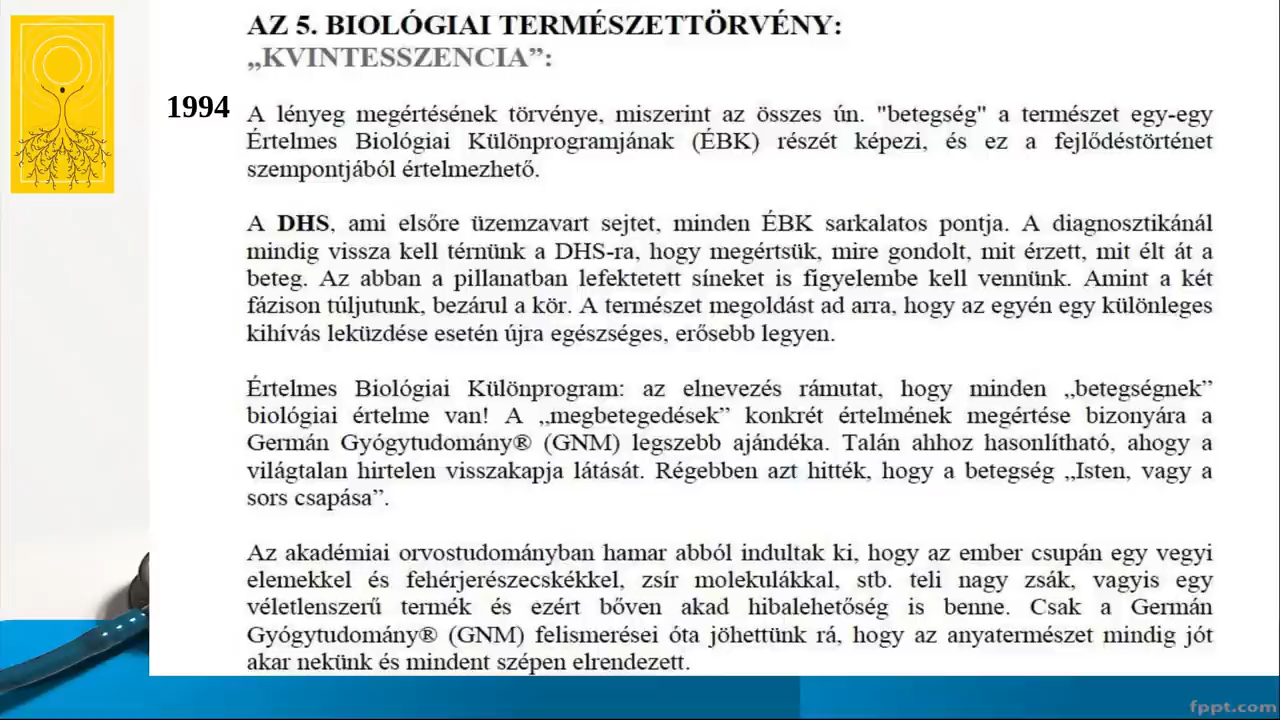 AZ 5. BIOLÓGIAI TERMÉSZETTÖRVÉNY:
„KVINTESSZENCIA”:
1994
A lényeg megértésének törvénye, miszerint az összes ún. "betegség" a természet egy-egy
Értelmes Biológiai Különprogramjának (ÉBK) részét képezi, és ez a fejlődéstörténet
szempontjából értelmezhető.
A DHS, ami elsőre üzemzavart sejtet, minden ÉBK sarkalatos pontja. A diagnosztikánál
mindig vissza kell térnünk a DHS-ra, hogy megértsük, mire gondolt, mit érzett, mit élt át a
beteg. Az abban a pillanatban lefektetett síneket is figyelembe kell vennünk. Amint a két
fázison túljutunk, bezárul a kör. A természet megoldást ad arra, hogy az egyén egy különleges
kihívás leküzdése esetén újra egészséges, erősebb legyen.
Értelmes Biológiai Különprogram: az elnevezés rámutat, hogy minden „betegségnek”
biológiai értelme van! A „megbetegedések” konkrét értelmének megértése bizonyára a
Germán Gyógytudomány® (GNM) legszebb ajándéka. Talán ahhoz hasonlítható, ahogy a
világtalan hirtelen visszakapja látását. Régebben azt hitték, hogy a betegség „Isten, vagy a
sors csapása”.
Az akadémiai orvostudományban hamar abból indultak ki, hogy az ember csupán egy vegyi
elemekkel és fehérjerészecskékkel, zsír molekulákkal, stb. teli nagy zsák, vagyis egy
véletlenszerű termék és ezért bőven akad hibalehetőség is benne. Csak a Germán
Gyógytudomány® (GNM) felismerései óta jöhettünk rá, hogy az anyatermészet mindig jót
akar nekünk és mindent szépen elrendezett.
fppt.com